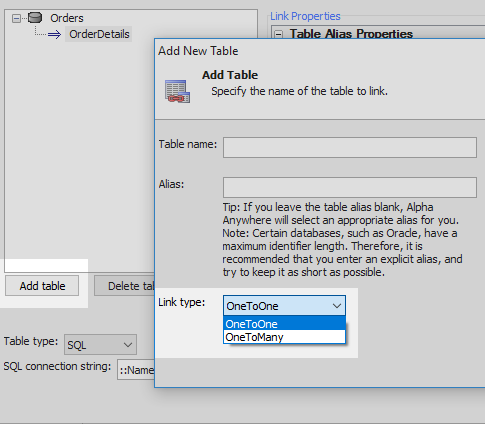 Orders
OrderDetails
Link Properties
Table Alias Properties
Add New Table
Add Table
Specify the name of the table to link.
Table name:
Alias:
Tip: If you leave the table alias blank, Alpha
Anywhere will select an appropriate alias for you.
Note: Certain databases, such as Oracle, have a
maximum identifier length. Therefore, it is
recommended that you enter an explicit alias, and
try to keep it as short as possible.
Add table
Delete tab
Link type:
OneToOne
OneToOne
OneToMany
Table type:
SQL
SQL connection string:
::Name